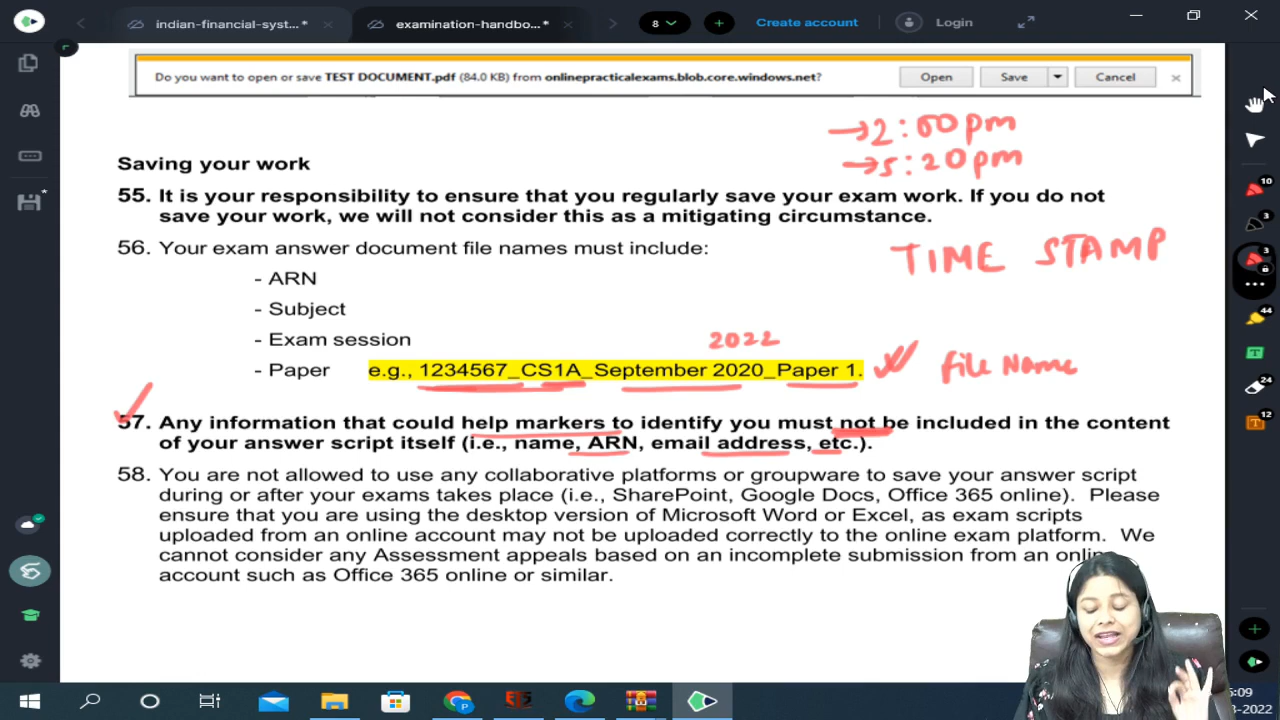 indian-financial-syst...*
examination-handbo...*
8
Create account
Login
Do you want to open or save TEST DOCUMENT.pdf (84.0 KB) from onlinepracticalexams.blob.core.windows.net?
Open
Save
Cancel
→2:00pm
→5:20pm
Saving your work
55. It is your responsibility to ensure that you regularly save your exam work. If you do not
save your work, we will not consider this as a mitigating circumstance.
56. Your exam answer document file names must include:
TIME STAMP
- ARN
- Subject
- Exam session
2022
- Paper e.g., 1234567_CS1A_September 2020_Paper 1.
File Name
57. Any information that could help markers to identify you must not be included in the content
of your answer script itself (i.e., name, ARN, email address, etc.).
58. You are not allowed to use any collaborative platforms or groupware to save your answer script
during or after your exams takes place (i.e., SharePoint, Google Docs, Office 365 online). Please
ensure that you are using the desktop version of Microsoft Word or Excel, as exam scripts
uploaded from an online account may not be uploaded correctly to the online exam platform. We
cannot consider any Assessment appeals based on an incomplete submission from an
account such as Office 365 online or similar.
10
3
3
44
24
12